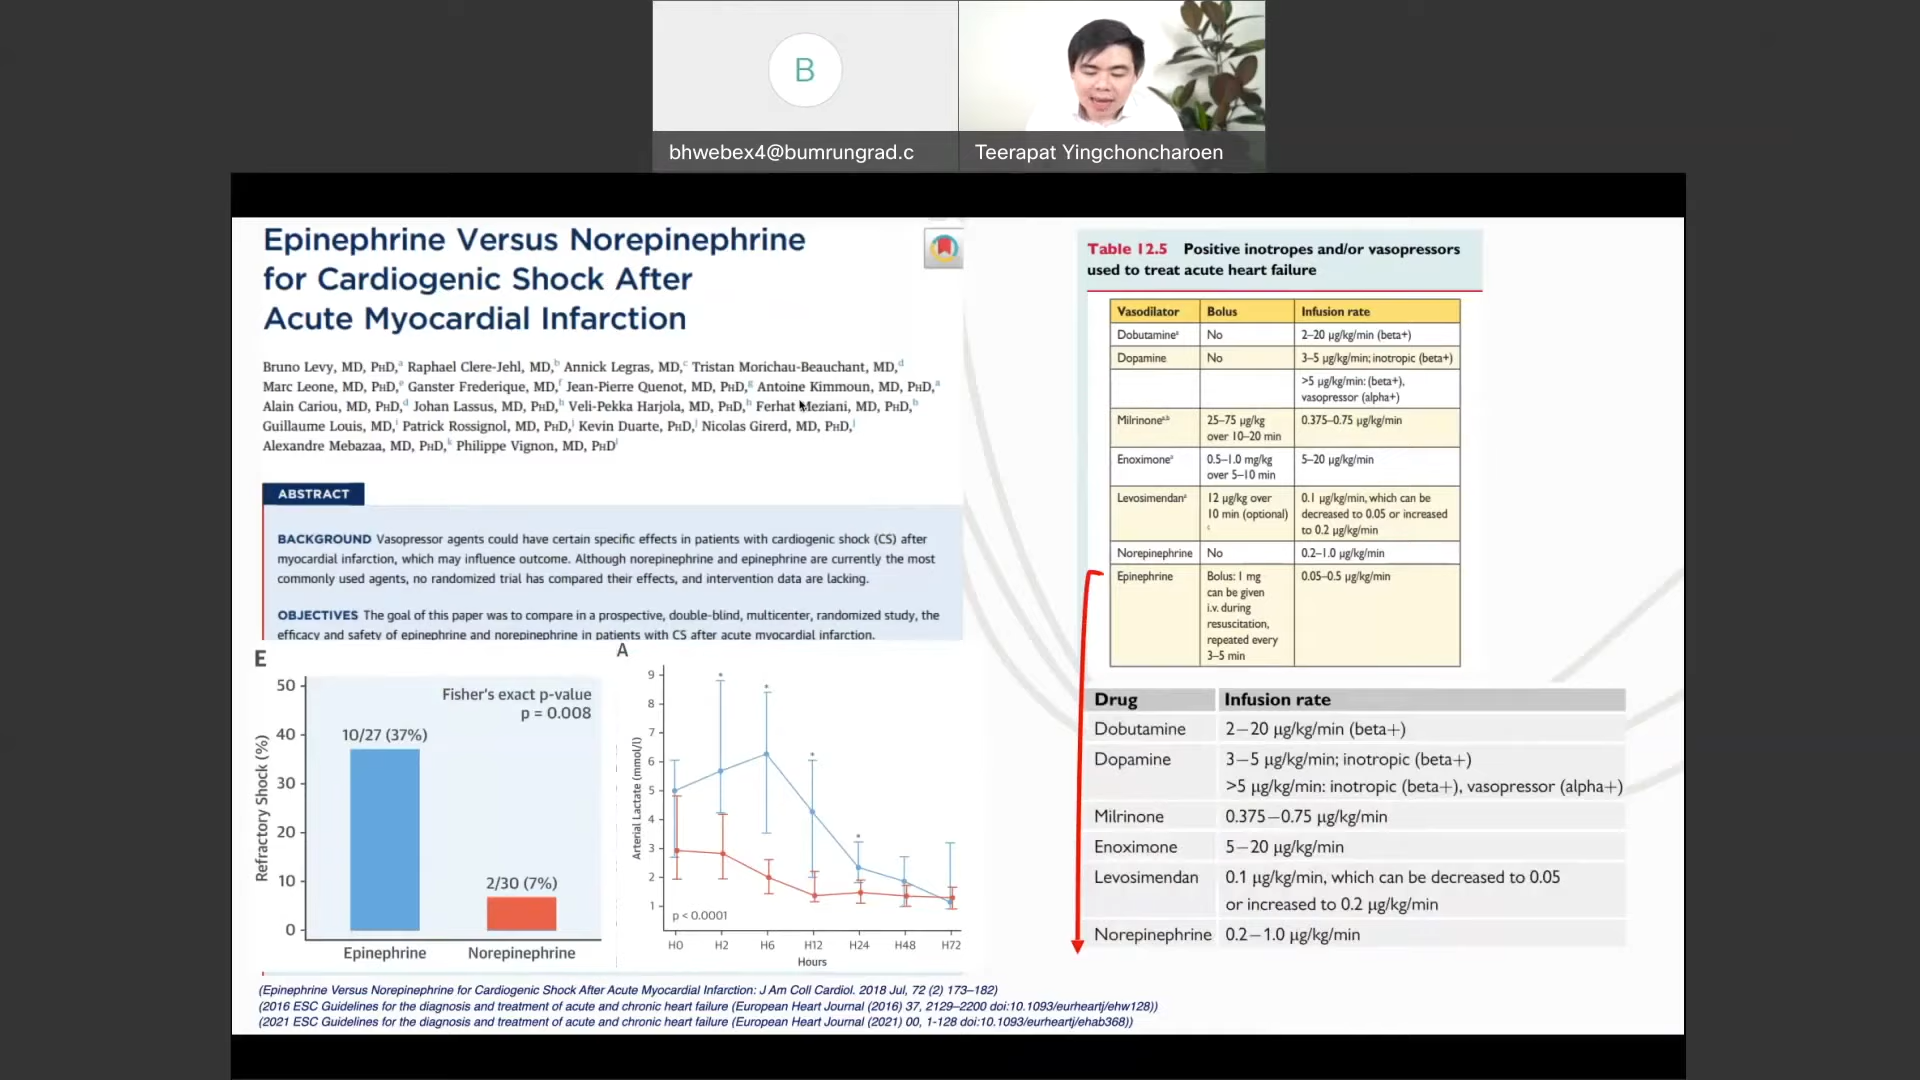 B
bhwebex4@bumrungrad.c
Teerapat Yingchoncharoen
Epinephrine Versus Norepinephrine
for Cardiogenic Shock After
Acute Myocardial Infarction
Bruno Levy, MD, PhD,a Raphael Clere-Jehl, MD,b Annick Legras, MD,c Tristan Morichau-Beauchant, MD,d
Marc Leone, MD, PhD,e Ganster Frederique, MD,f Jean-Pierre Quenot, MD, PhD,g Antoine Kimmoun, MD, PhD,a
Alain Cariou, MD, PhD,d Johan Lassus, MD, PhD,h Veli-Pekka Harjola, MD, PhD,h Ferhat Meziani, MD, PhD,b
Guillaume Louis, MD,i Patrick Rossignol, MD, PhD,j Kevin Duarte, PhD,j Nicolas Girerd, MD, PhD,j
Alexandre Mebazaa, MD, PhD,k Philippe Vignon, MD, PhDl
ABSTRACT
BACKGROUND Vasopressor agents could have certain specific effects in patients with cardiogenic shock (CS) after
myocardial infarction, which may influence outcome. Although norepinephrine and epinephrine are currently the most
commonly used agents, no randomized trial has compared their effects, and intervention data are lacking.
OBJECTIVES The goal of this paper was to compare in a prospective, double-blind, multicenter, randomized study, the
efficacy and safety of epinephrine and norepinephrine in patients with CS after acute myocardial infarction.
E
Fisher's exact p-value
p = 0.008
Refractory Shock (%)
50
40
30
20
10
0
10/27 (37%)
2/30 (7%)
Epinephrine Norepinephrine
A
Arterial Lactate (mmol/l)
9
8
7
6
5
4
3
2
1
* * * *
p < 0.0001
H0 H2 H6 H12 H24 H48 H72
Hours
Table 12.5 Positive inotropes and/or vasopressors
used to treat acute heart failure
Vasodilator Bolus Infusion rate
Dobutaminea No 2–20 µg/kg/min (beta+)
Dopamine No 3–5 µg/kg/min; inotropic (beta+)
>5 µg/kg/min: (beta+),
vasopressor (alpha+)
Milrinonea,b 25–75 µg/kg 0.375–0.75 µg/kg/min
over 10–20 min
Enoximonea 0.5–1.0 mg/kg 5–20 µg/kg/min
over 5–10 min
Levosimendana 12 µg/kg over 0.1 µg/kg/min, which can be
10 min (optional) decreased to 0.05 or increased
c to 0.2 µg/kg/min
Norepinephrine No 0.2–1.0 µg/kg/min
Epinephrine Bolus: 1 mg 0.05–0.5 µg/kg/min
can be given
i.v. during
resuscitation,
repeated every
3–5 min
Drug Infusion rate
Dobutamine 2–20 µg/kg/min (beta+)
Dopamine 3–5 µg/kg/min; inotropic (beta+)
>5 µg/kg/min: inotropic (beta+), vasopressor (alpha+)
Milrinone 0.375–0.75 µg/kg/min
Enoximone 5–20 µg/kg/min
Levosimendan 0.1 µg/kg/min, which can be decreased to 0.05
or increased to 0.2 µg/kg/min
Norepinephrine 0.2–1.0 µg/kg/min
(Epinephrine Versus Norepinephrine for Cardiogenic Shock After Acute Myocardial Infarction: J Am Coll Cardiol. 2018 Jul, 72 (2) 173–182)
(2016 ESC Guidelines for the diagnosis and treatment of acute and chronic heart failure (European Heart Journal (2016) 37, 2129–2200 doi:10.1093/eurheartj/ehw128))
(2021 ESC Guidelines for the diagnosis and treatment of acute and chronic heart failure (European Heart Journal (2021) 00, 1-128 doi:10.1093/eurheartj/ehab368))